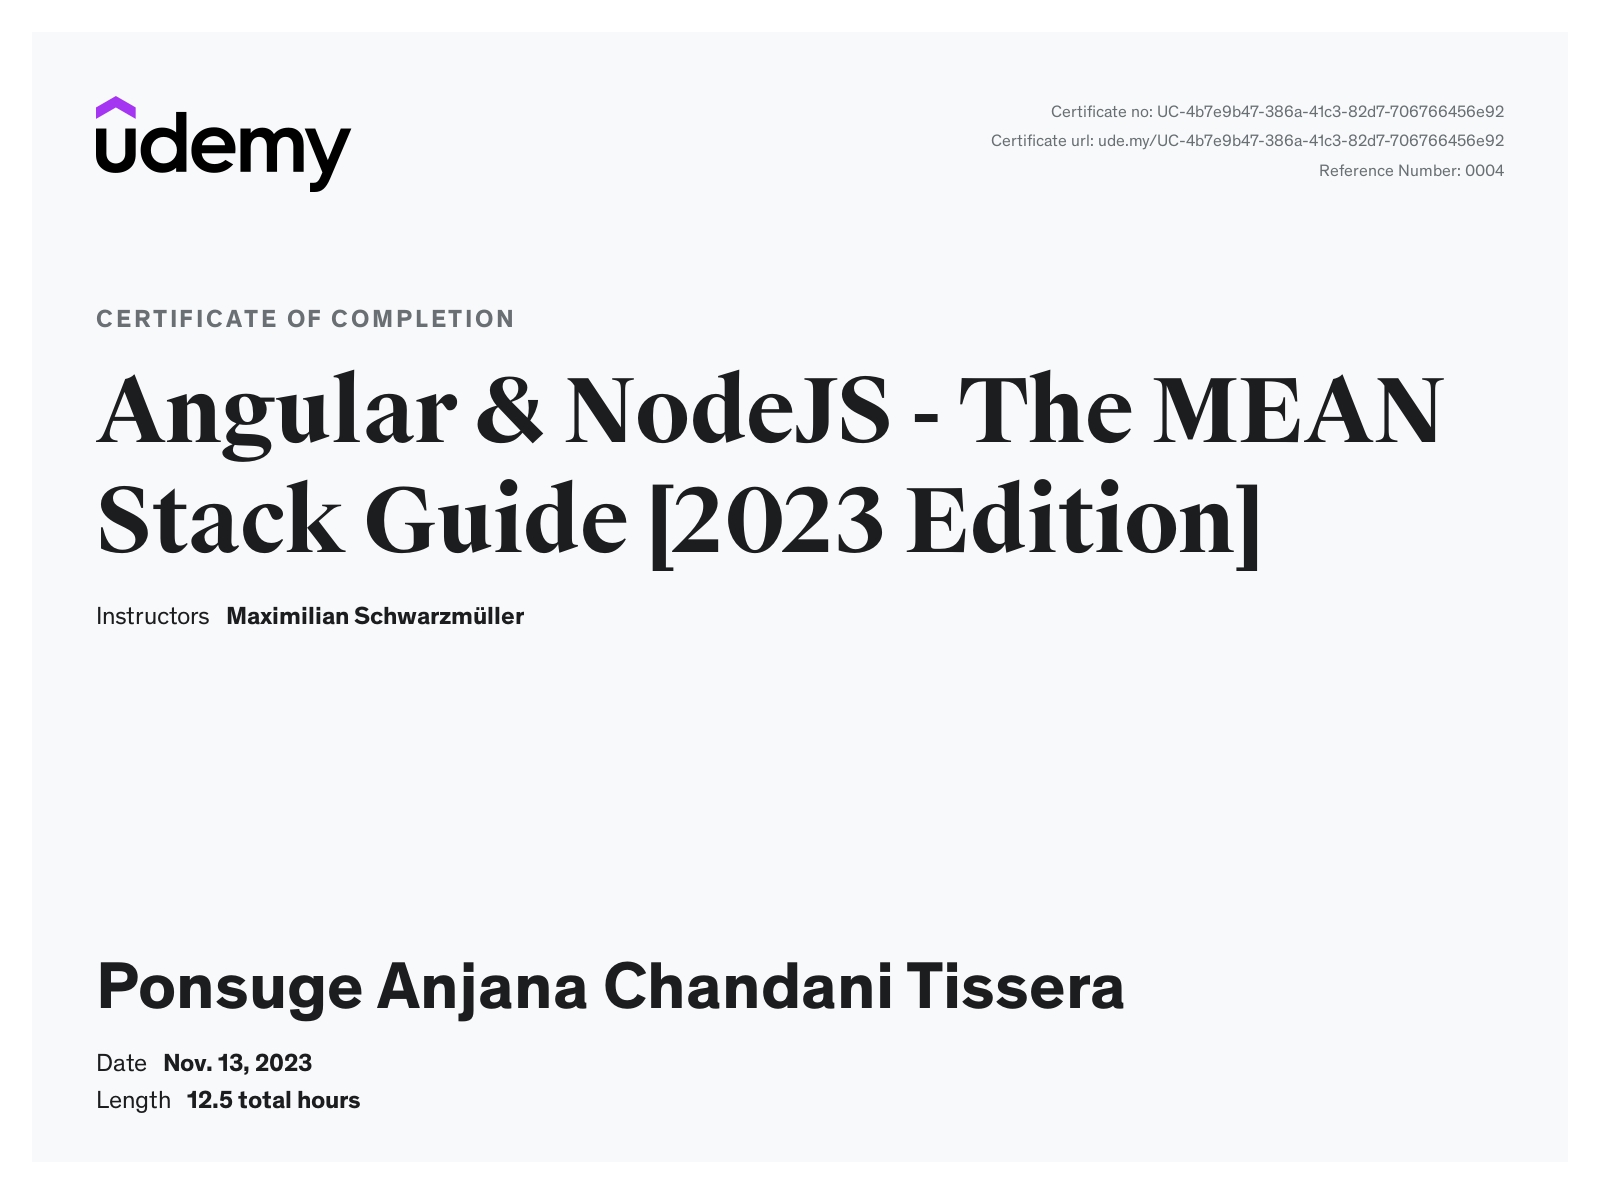 udemy
Certificate no: UC-4b7e9b47-386a-41c3-82d7-706766456e92
Certificate url: ude.my/UC-4b7e9b47-386a-41c3-82d7-706766456e92
Reference Number: 0004
CERTIFICATE OF COMPLETION
Angular & NodeJS - The MEAN
Stack Guide [2023 Edition]
Instructors Maximilian Schwarzmüller
Ponsuge Anjana Chandani Tissera
Date Nov. 13, 2023
Length 12.5 total hours